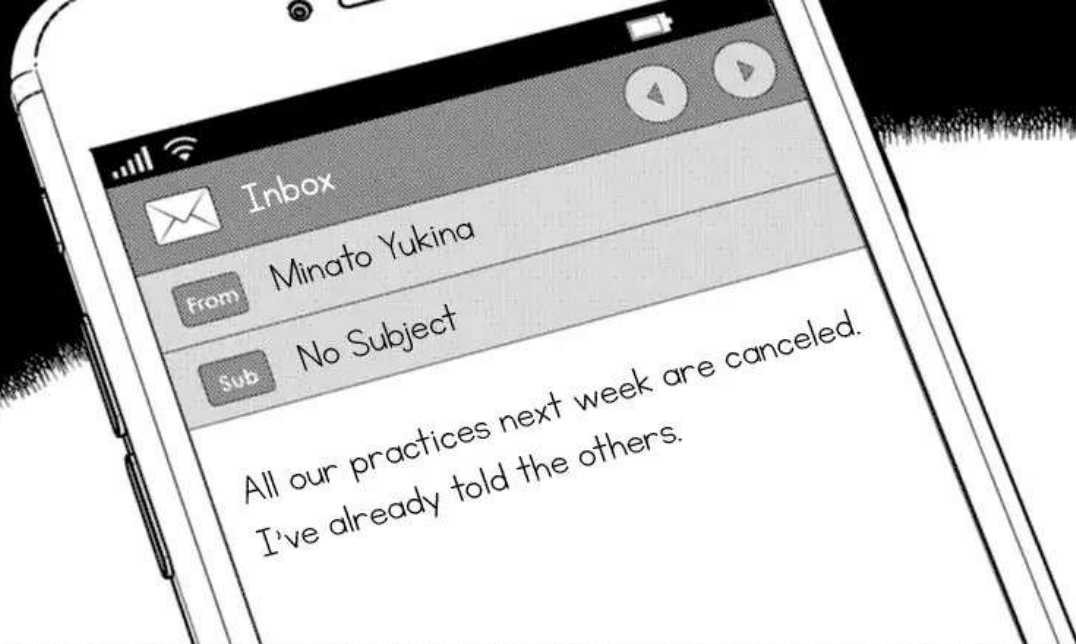 Inbox
From Minato Yukina
Sub No Subject
All our practices next week are canceled.
I've already told the others.